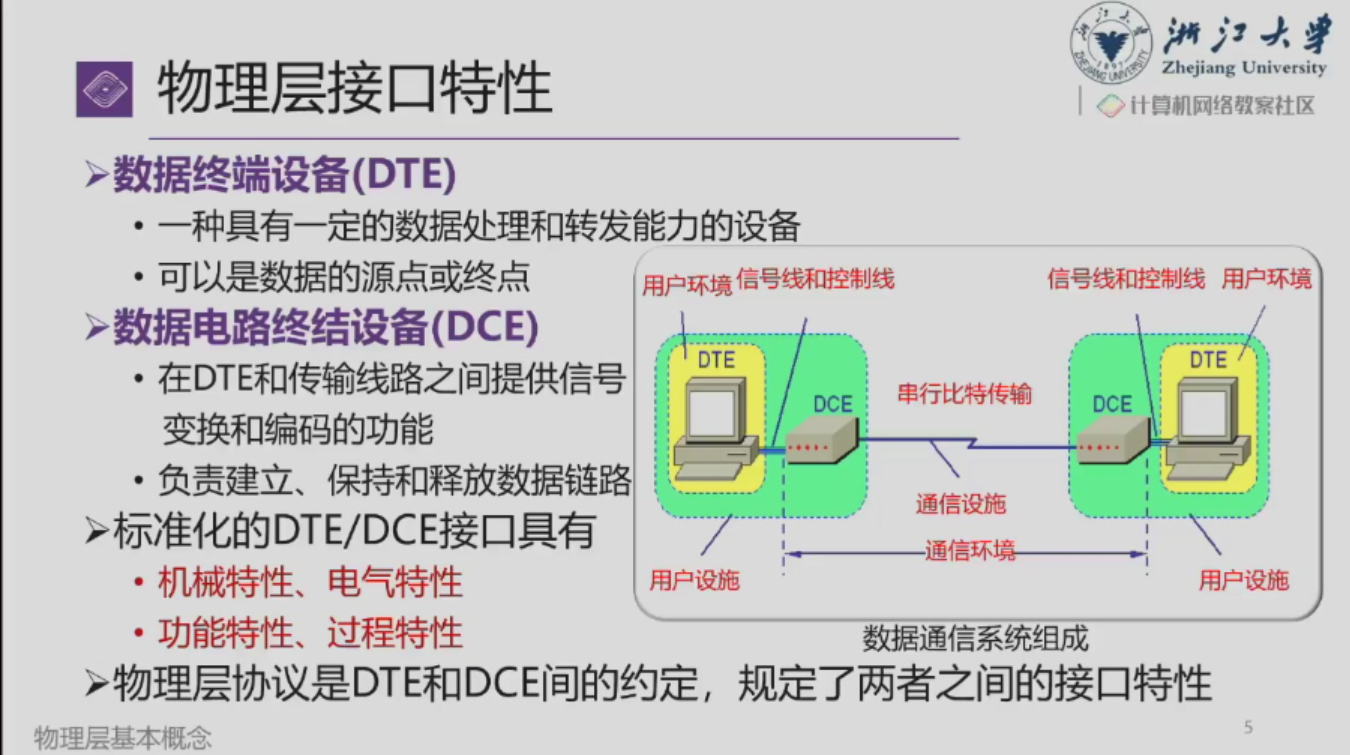 浙江大学
Zhejiang University
计算机网络教案社区
物理层接口特性
➢数据终端设备(DTE)
• 一种具有一定的数据处理和转发能力的设备
• 可以是数据的源点或终点
➢数据电路终结设备(DCE)
• 在DTE和传输线路之间提供信号
变换和编码的功能
• 负责建立、保持和释放数据链路
➢标准化的DTE/DCE接口具有
• 机械特性、电气特性
• 功能特性、过程特性
➢物理层协议是DTE和DCE间的约定，规定了两者之间的接口特性
用户环境
信号线和控制线
信号线和控制线
用户环境
DTE
DCE
串行比特传输
DCE
DTE
通信设施
通信环境
用户设施
用户设施
数据通信系统组成
物理层基本概念
5